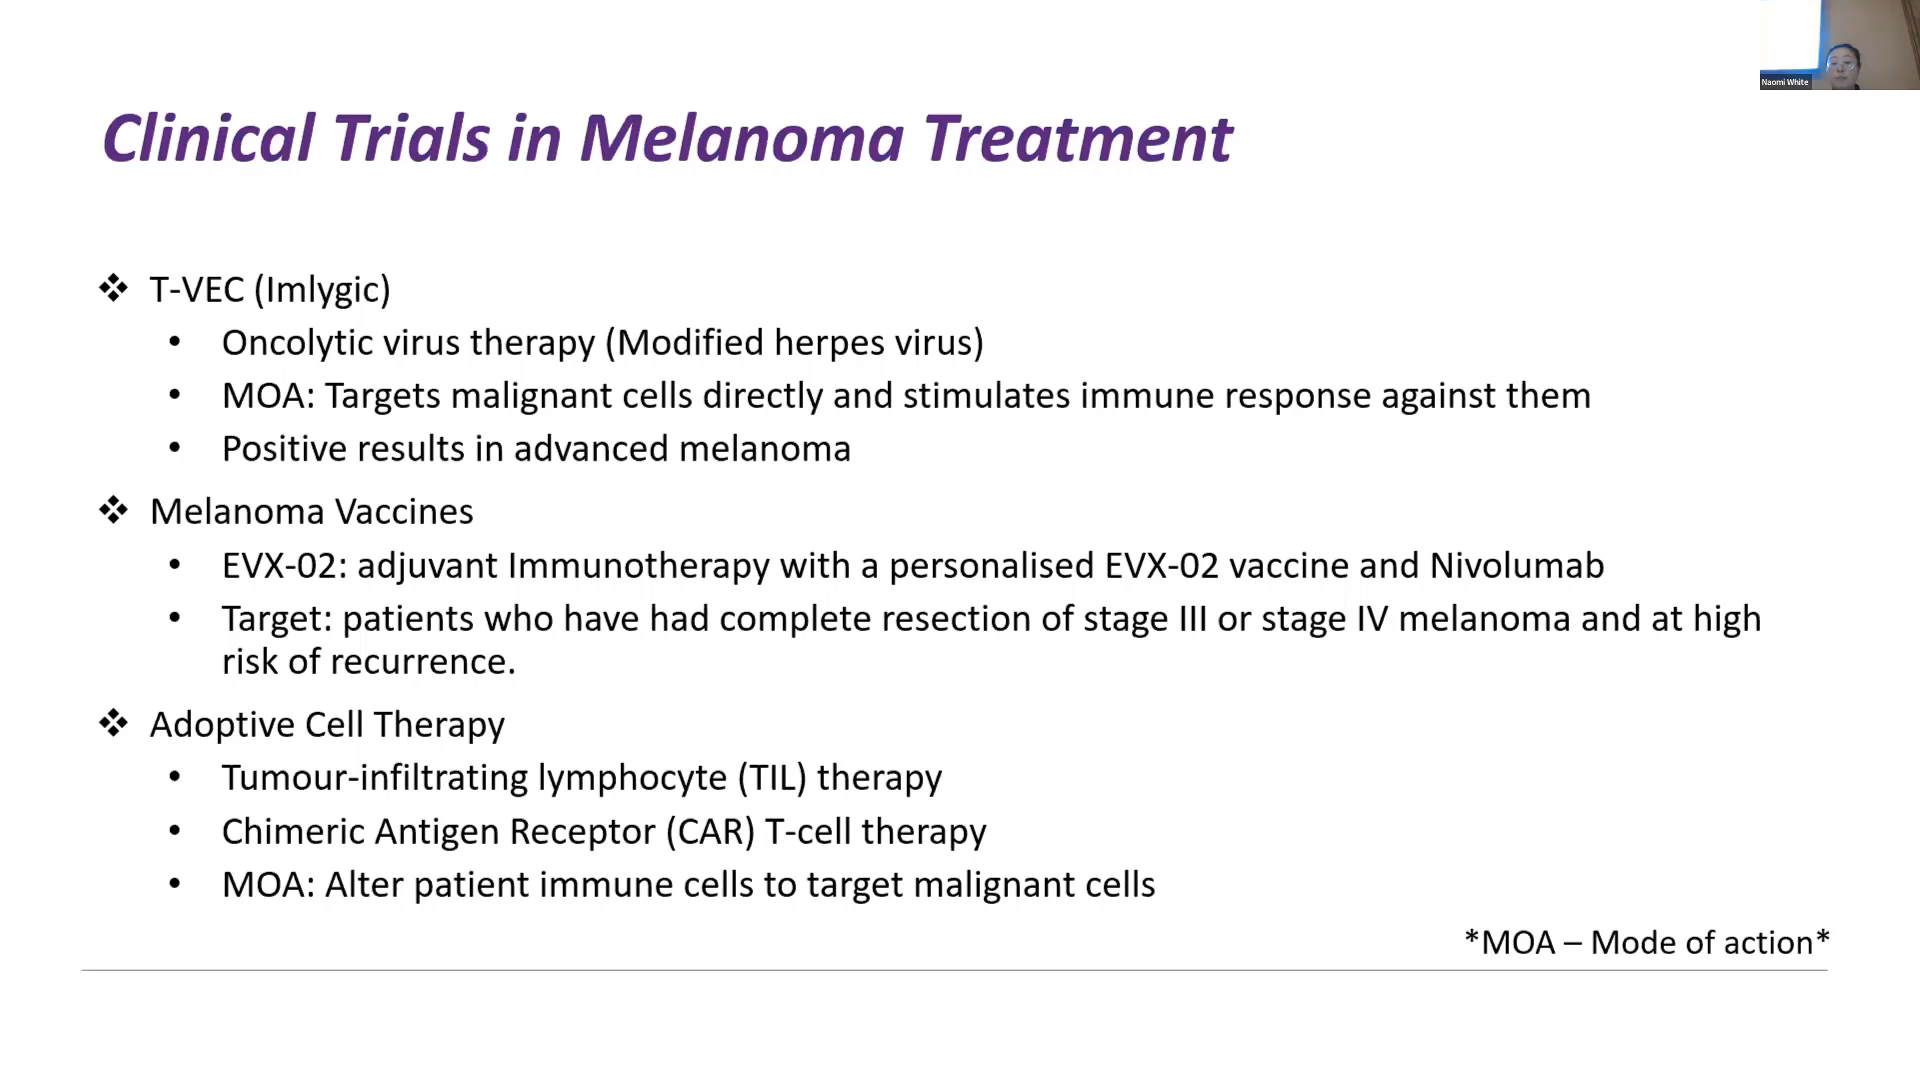 Naomi White
Clinical Trials in Melanoma Treatment
❖ T-VEC (Imlygic)
• Oncolytic virus therapy (Modified herpes virus)
• MOA: Targets malignant cells directly and stimulates immune response against them
• Positive results in advanced melanoma
❖ Melanoma Vaccines
• EVX-02: adjuvant Immunotherapy with a personalised EVX-02 vaccine and Nivolumab
• Target: patients who have had complete resection of stage III or stage IV melanoma and at high
risk of recurrence.
❖ Adoptive Cell Therapy
• Tumour-infiltrating lymphocyte (TIL) therapy
• Chimeric Antigen Receptor (CAR) T-cell therapy
• MOA: Alter patient immune cells to target malignant cells
*MOA – Mode of action*